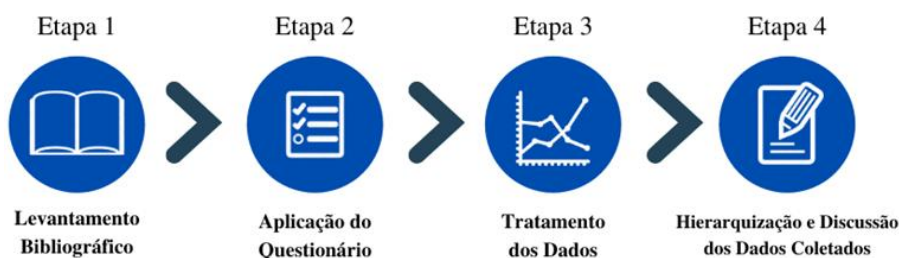 Etapa 1
Etapa 2
Etapa 3
Etapa 4
Levantamento
Bibliográfico
Aplicação do
Questionário
Tratamento
dos Dados
Hierarquização e Discussão
dos Dados Coletados